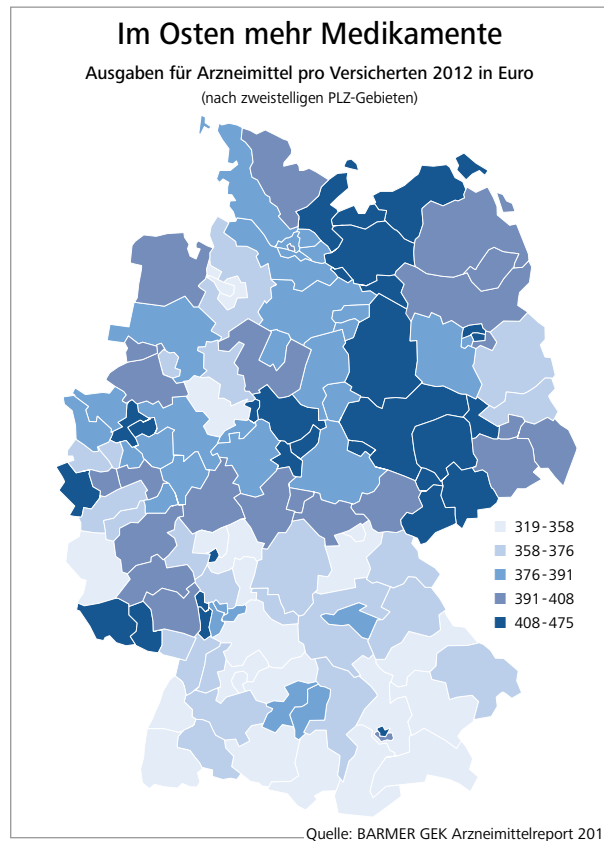 Im Osten mehr Medikamente
Ausgaben für Arzneimittel pro Versicherten 2012 in Euro
(nach zweistelligen PLZ-Gebieten)
319-358
358-376
376-391
391-408
408-475
Quelle: BARMER GEK Arzneimittelreport 201